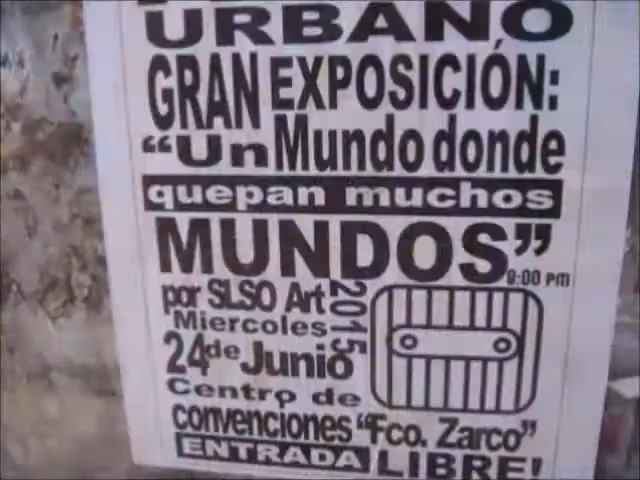 URBANO
GRAN EXPOSICIÓN:
"Un Mundo donde
quepan muchos
MUNDOS"
8:00 pm
por SLSO Art
2015
Miercoles
24 de Junio
Centro de
convenciones "Fco. Zarco"
ENTRADA LIBRE!